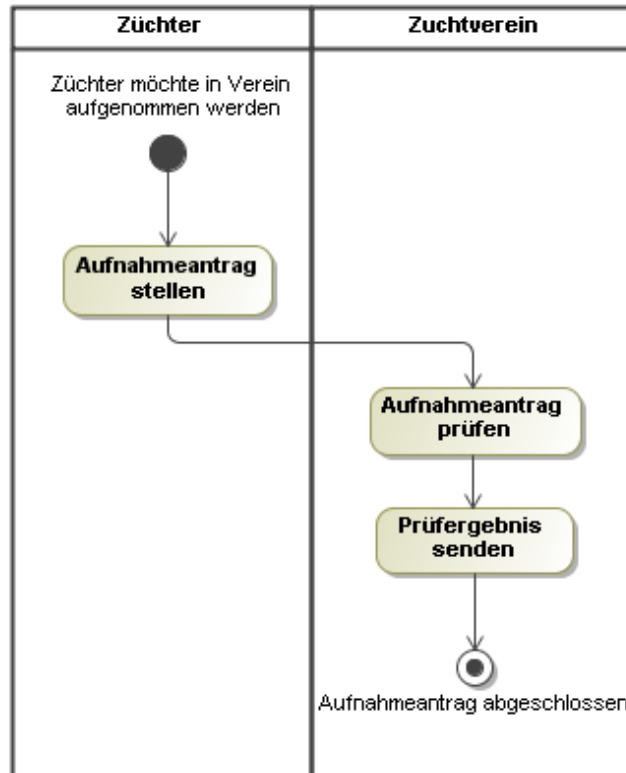 Züchter
Zuchtverein
Züchter möchte in Verein
aufgenommen werden
Aufnahmeantrag
stellen
Aufnahmeantrag
prüfen
Prüfergebnis
senden
Aufnahmeantrag abgeschlossen